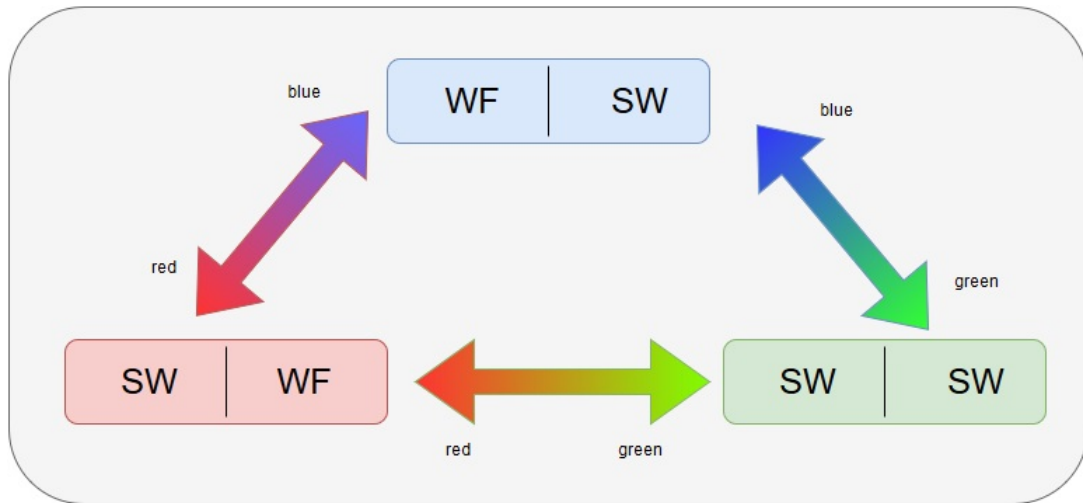 blue
WF SW
blue
red
green
SW WF
SW SW
red
green